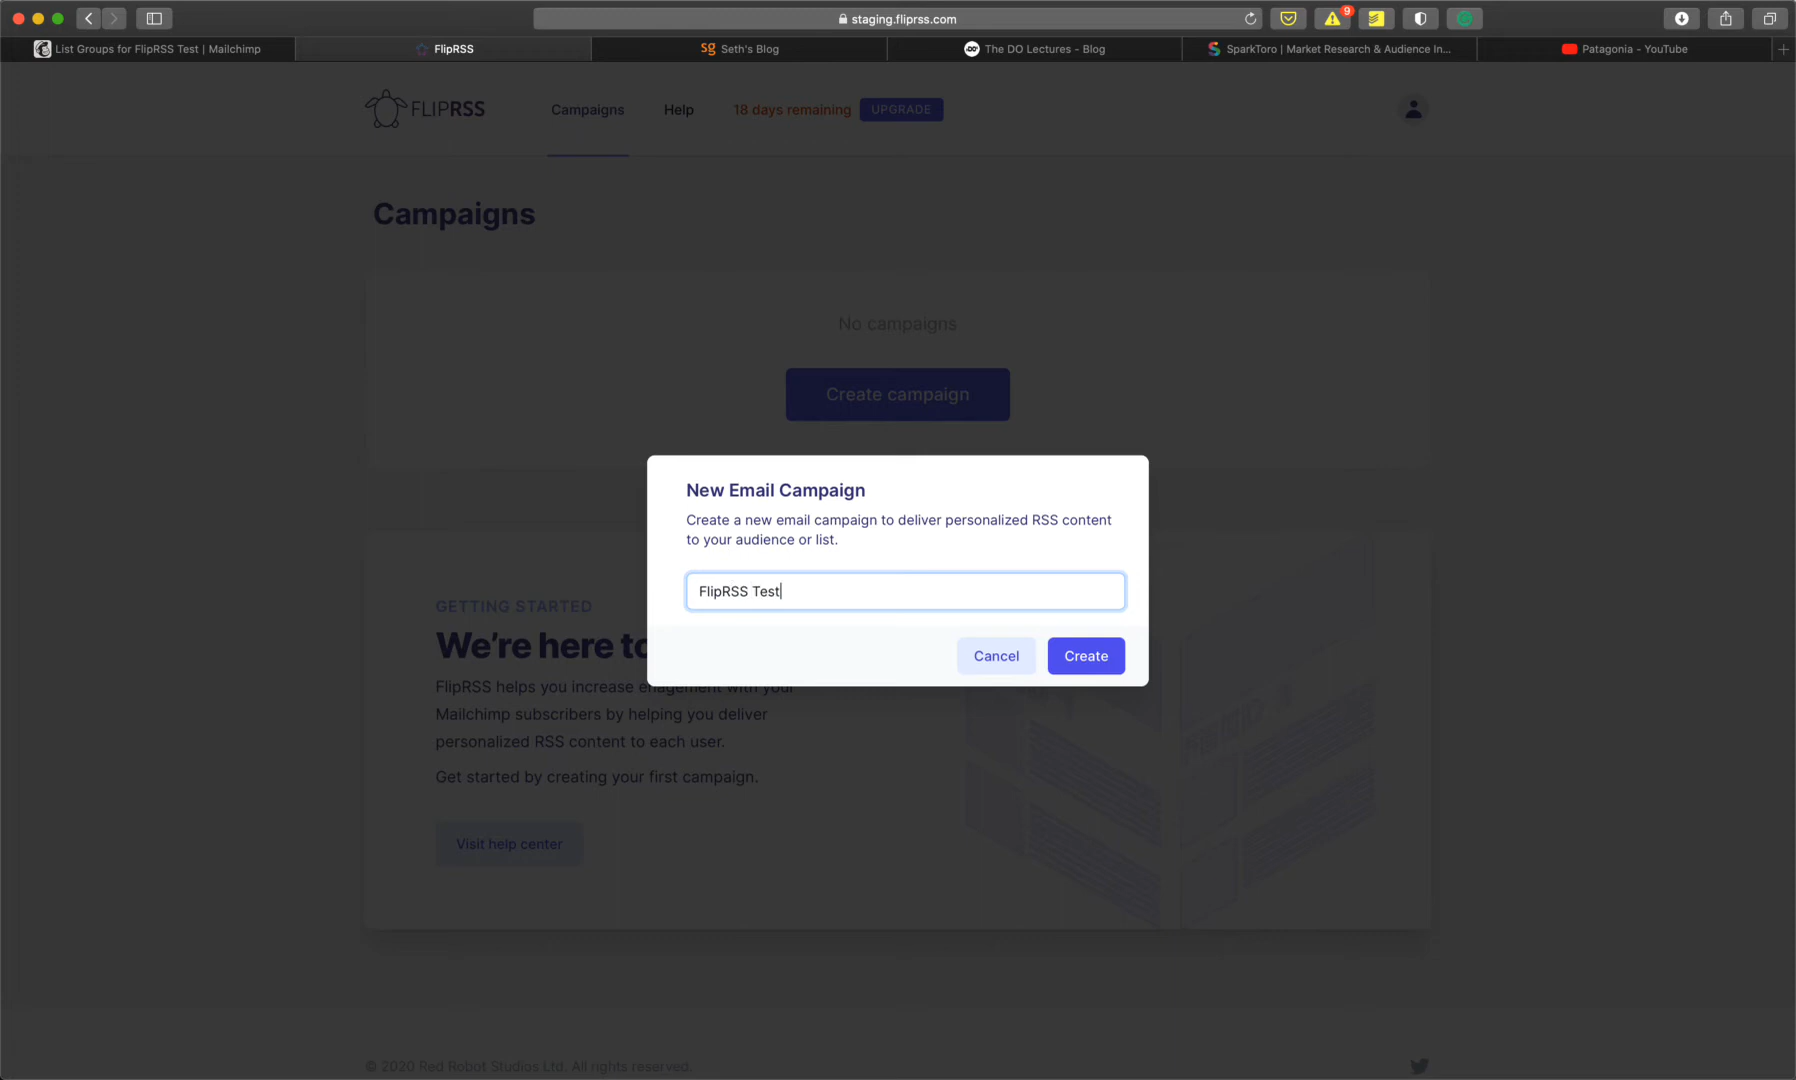 staging.fliprss.com
9
List Groups for FlipRSS Test | Mailchimp
FlipRSS
Seth's Blog
The DO Lectures - Blog
SparkToro | Market Research & Audience In...
Patagonia - YouTube
FLIPRSS
Campaigns
Help
18 days remaining
UPGRADE
Campaigns
No campaigns
Create campaign
New Email Campaign
Create a new email campaign to deliver personalized RSS content
to your audience or list.
FlipRSS Test
Cancel
Create
GETTING STARTED
We're here to
FlipRSS helps you increase enagement with your
Mailchimp subscribers by helping you deliver
personalized RSS content to each user.
Get started by creating your first campaign.
Visit help center
© 2020 Red Robot Studios Ltd. All rights reserved.